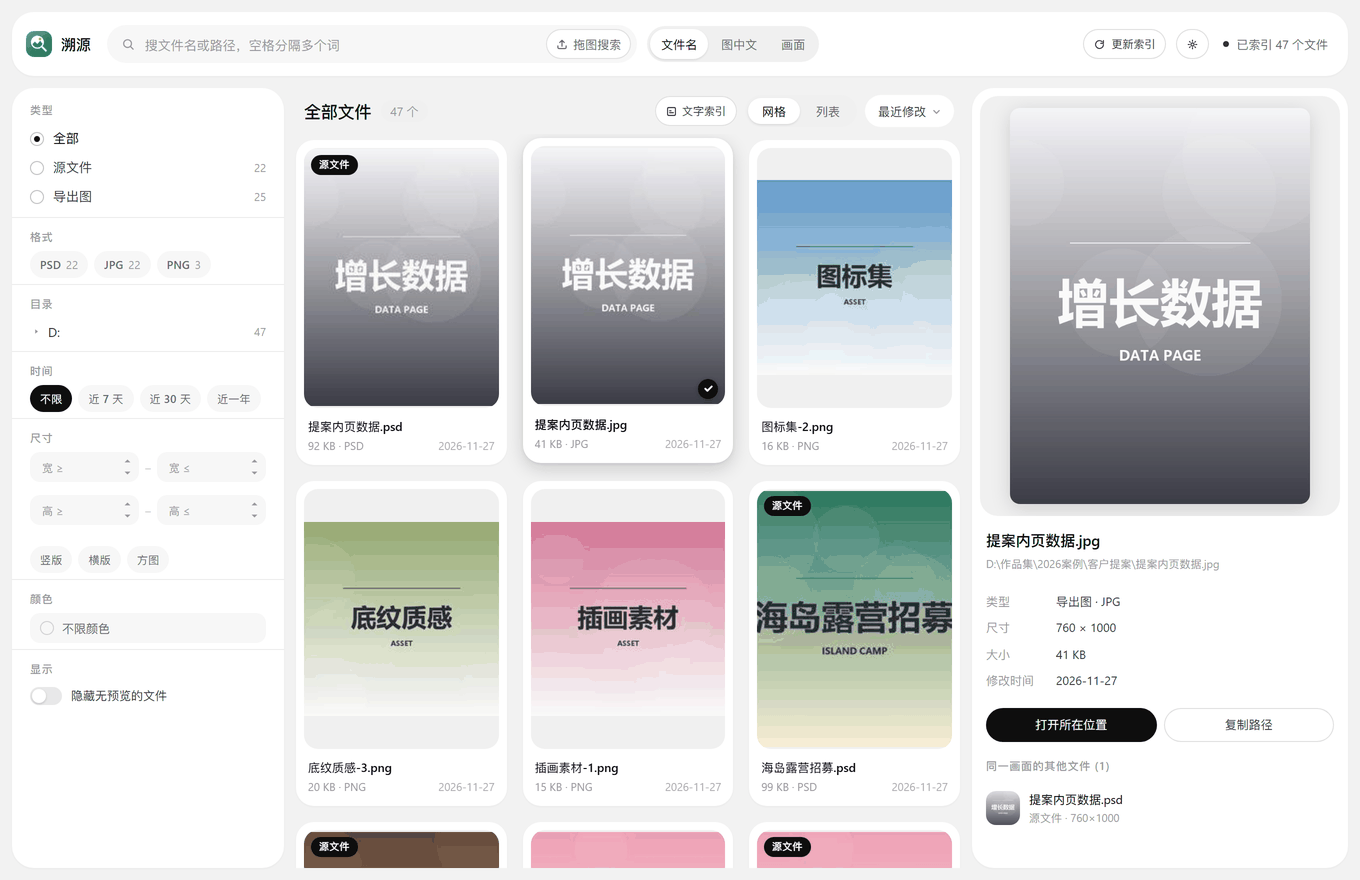 溯源
搜文件名或路径，空格分隔多个词
拖图搜索
文件名
图中文
画面
更新索引
已索引 47 个文件
类型
全部
源文件 22
导出图 25
格式
PSD 22
JPG 22
PNG 3
目录
D: 47
时间
不限
近 7 天
近 30 天
近一年
尺寸
宽 ≥ – 宽 ≤
高 ≥ – 高 ≤
竖版
横版
方图
颜色
不限颜色
显示
隐藏无预览的文件
全部文件 47 个
文字索引
网格
列表
最近修改
源文件
增长数据
DATA PAGE
提案内页数据.psd
92 KB · PSD 2026-11-27
增长数据
DATA PAGE
提案内页数据.jpg
41 KB · JPG 2026-11-27
图标集
ASSET
图标集-2.png
16 KB · PNG 2026-11-27
底纹质感
ASSET
底纹质感-3.png
20 KB · PNG 2026-11-27
插画素材
ASSET
插画素材-1.png
15 KB · PNG 2026-11-27
源文件
海岛露营招募
ISLAND CAMP
海岛露营招募.psd
99 KB · PSD 2026-11-27
源文件
源文件
增长数据
DATA PAGE
提案内页数据.jpg
D:\作品集\2026案例\客户提案\提案内页数据.jpg
类型 导出图 · JPG
尺寸 760 × 1000
大小 41 KB
修改时间 2026-11-27
打开所在位置
复制路径
同一画面的其他文件 (1)
增长数据
提案内页数据.psd
源文件 · 760×1000